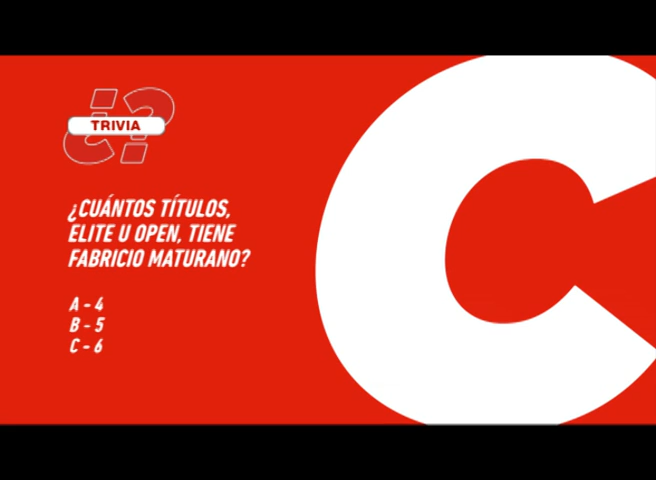 ¿?
TRIVIA
¿CUÁNTOS TÍTULOS,
ELITE U OPEN, TIENE
FABRICIO MATURANO?
A - 4
B - 5
C - 6
C